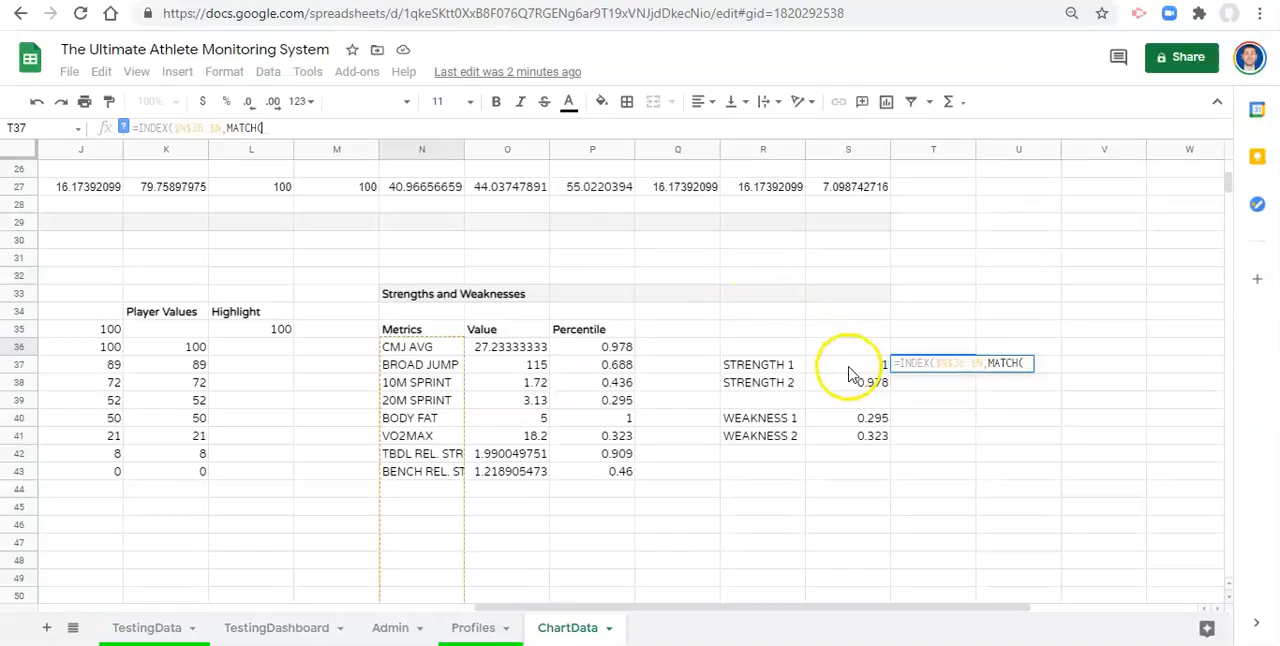 https://docs.google.com/spreadsheets/d/1qkeSKtt0XxB8F076Q7RGENg6ar9T19xVNJjdDkecNio/edit#gid=1820292538
The Ultimate Athlete Monitoring System
File Edit View Insert Format Data Tools Add-ons Help Last edit was 2 minutes ago
Share
100% $ % .0 .00 123 11 B I S A Σ
T37 fx ? =INDEX($N$36:$N,MATCH(
J K L M N O P Q R S T U V W
26
27 16.17392099 79.75897975 100 100 40.96656659 44.03747891 55.0220394 16.17392099 16.17392099 7.098742716
28
29
30
31
32
33 Strengths and Weaknesses
34 Player Values Highlight
35 100 100 Metrics Value Percentile
36 100 100 CMJ AVG 27.23333333 0.978
37 89 89 BROAD JUMP 115 0.688 STRENGTH 1 1 =INDEX($N$36:$N,MATCH(
38 72 72 10M SPRINT 1.72 0.436 STRENGTH 2 0.978
39 52 52 20M SPRINT 3.13 0.295
40 50 50 BODY FAT 5 1 WEAKNESS 1 0.295
41 21 21 VO2MAX 18.2 0.323 WEAKNESS 2 0.323
42 8 8 TBDL REL. STR 1.990049751 0.909
43 0 0 BENCH REL. ST 1.218905473 0.46
44
45
46
47
48
49
50
+ TestingData TestingDashboard Admin Profiles ChartData